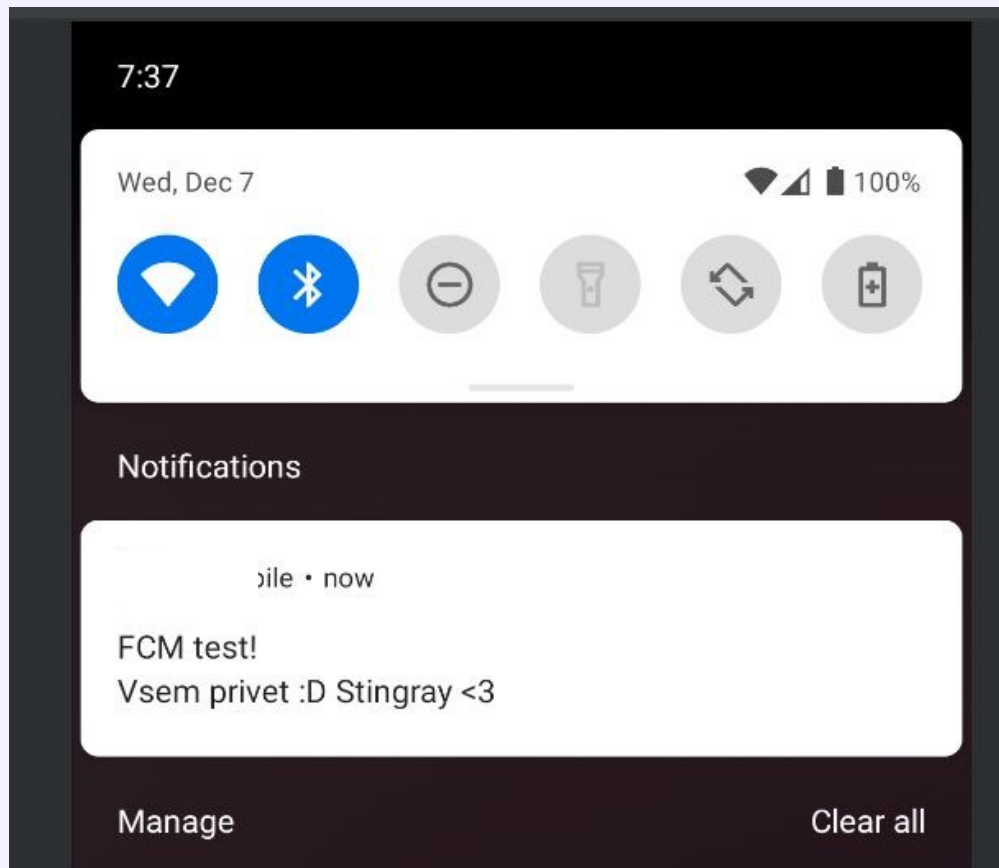 7:37
Wed, Dec 7 100%
Notifications
• now
FCM test!
Vsem privet :D Stingray <3
Manage Clear all